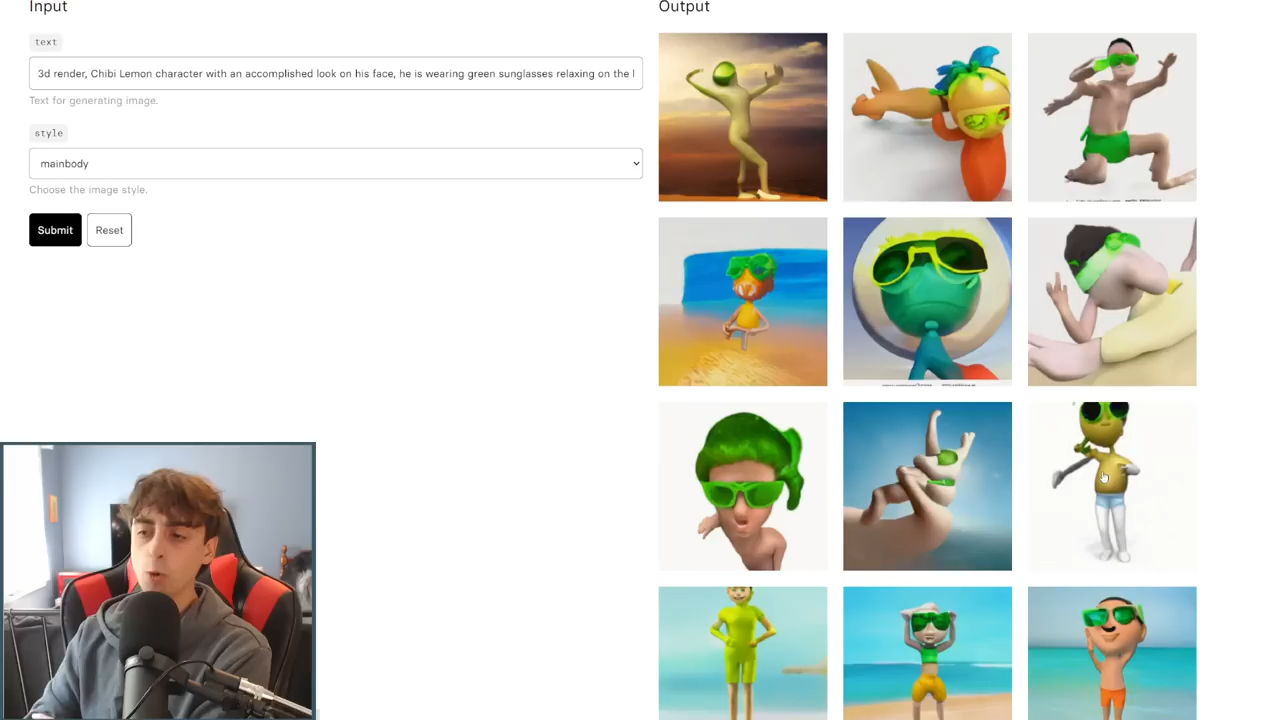 Input
text
3d render, Chibi Lemon character with an accomplished look on his face, he is wearing green sunglasses relaxing on the
Text for generating image.
style
mainbody
Choose the image style.
Submit
Reset
Output